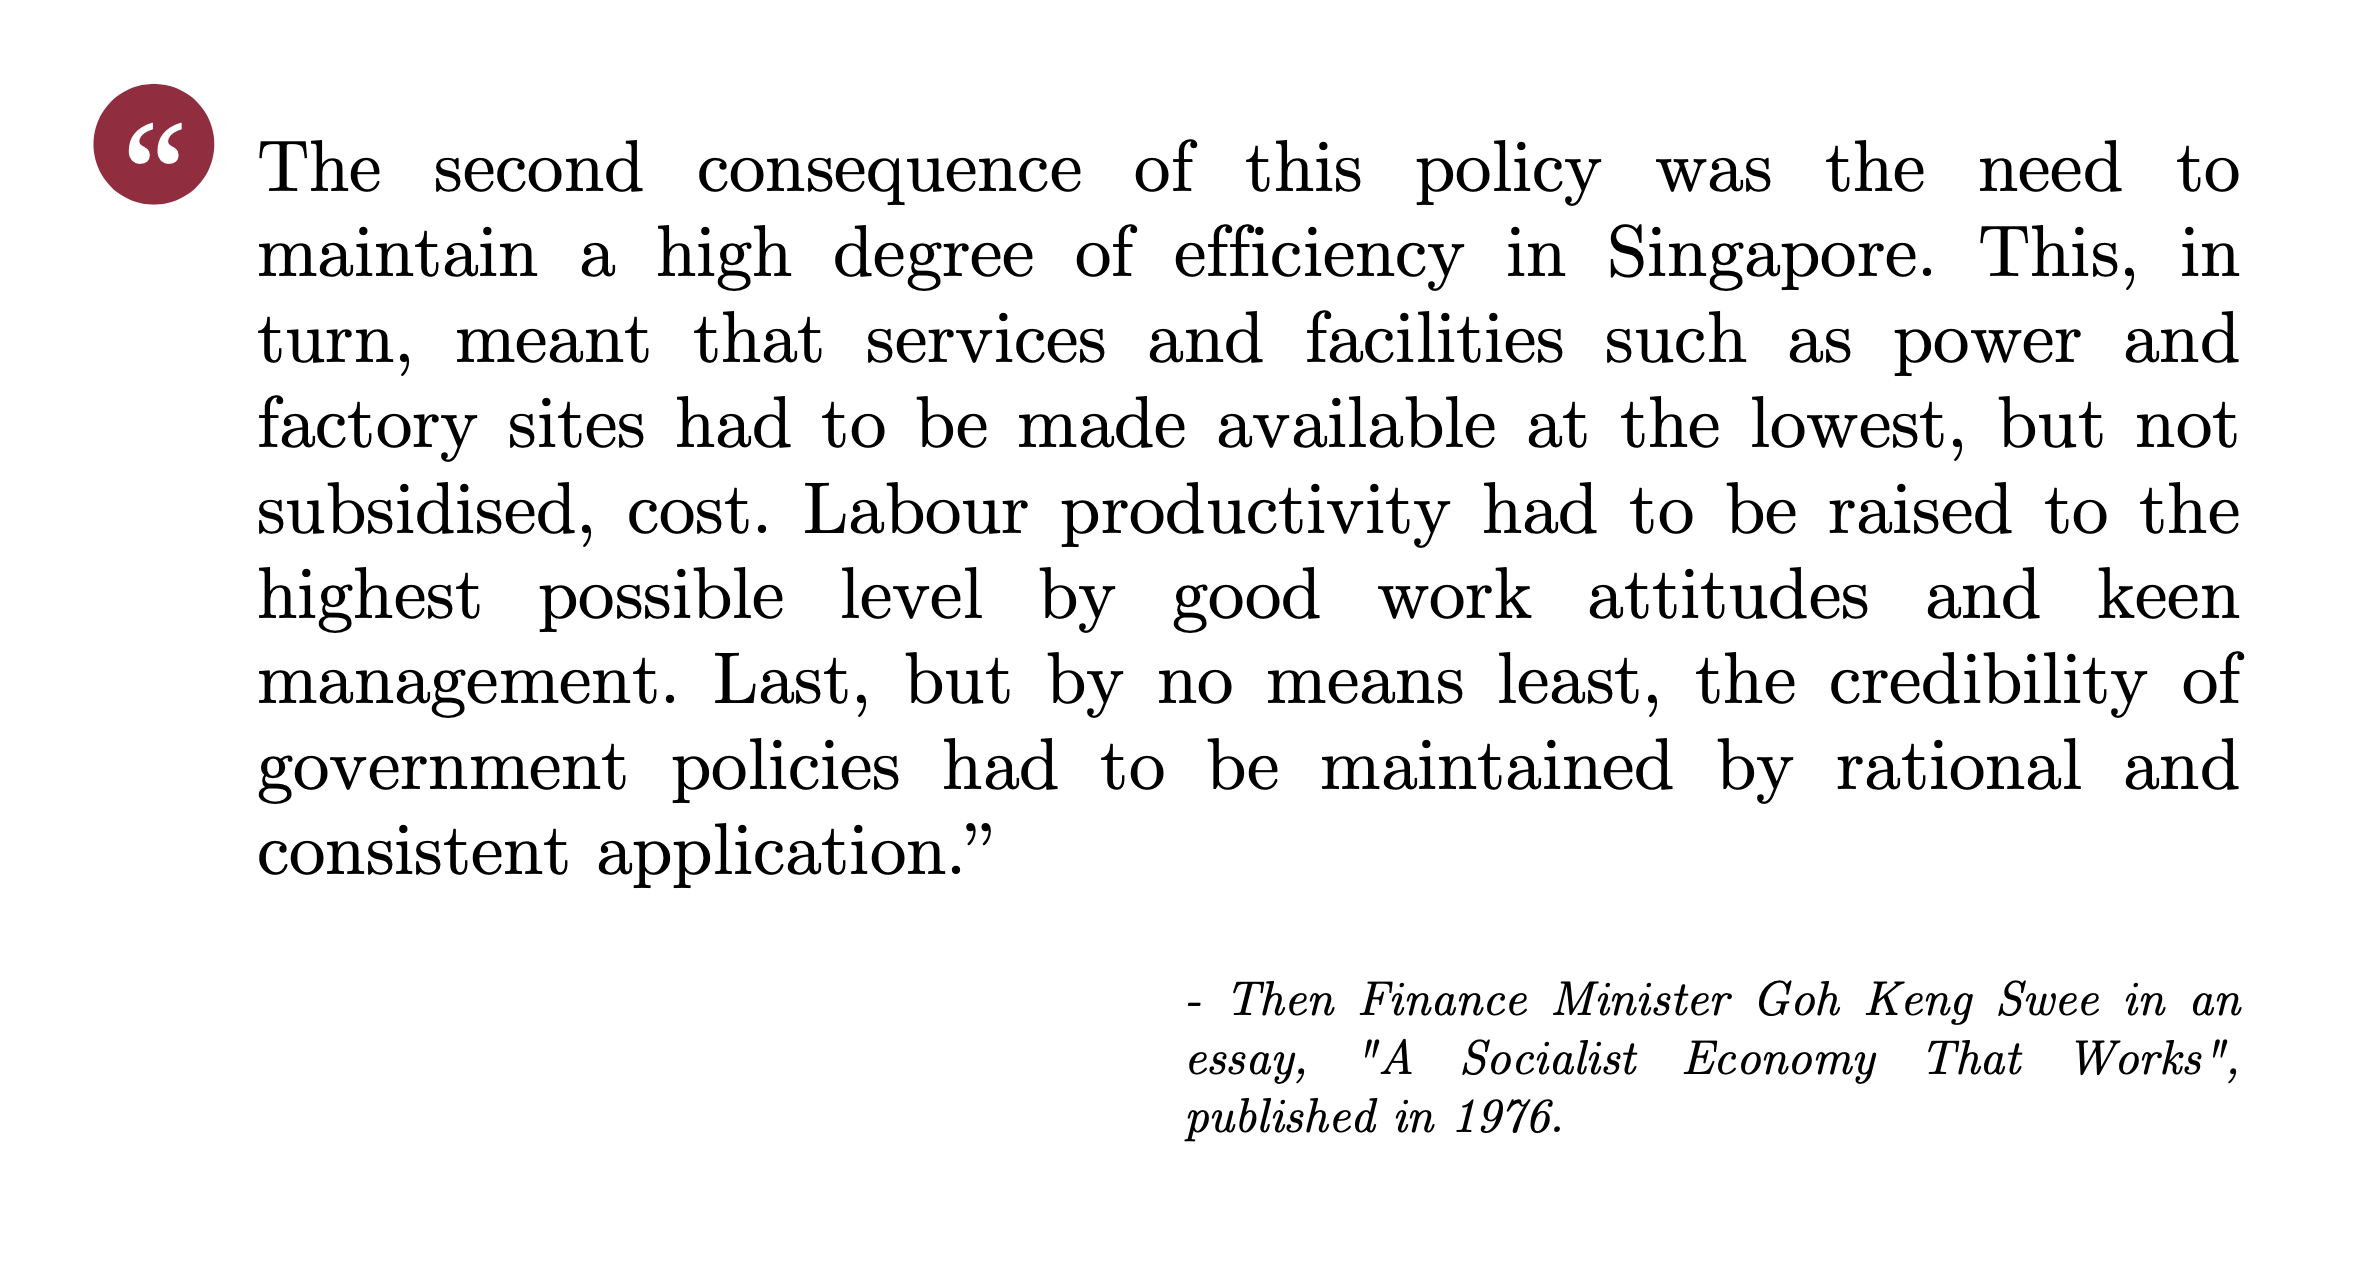 “
The second consequence of this policy was the need to
maintain a high degree of efficiency in Singapore. This, in
turn, meant that services and facilities such as power and
factory sites had to be made available at the lowest, but not
subsidised, cost. Labour productivity had to be raised to the
highest possible level by good work attitudes and keen
management. Last, but by no means least, the credibility of
government policies had to be maintained by rational and
consistent application.”
- Then Finance Minister Goh Keng Swee in an
essay, "A Socialist Economy That Works",
published in 1976.